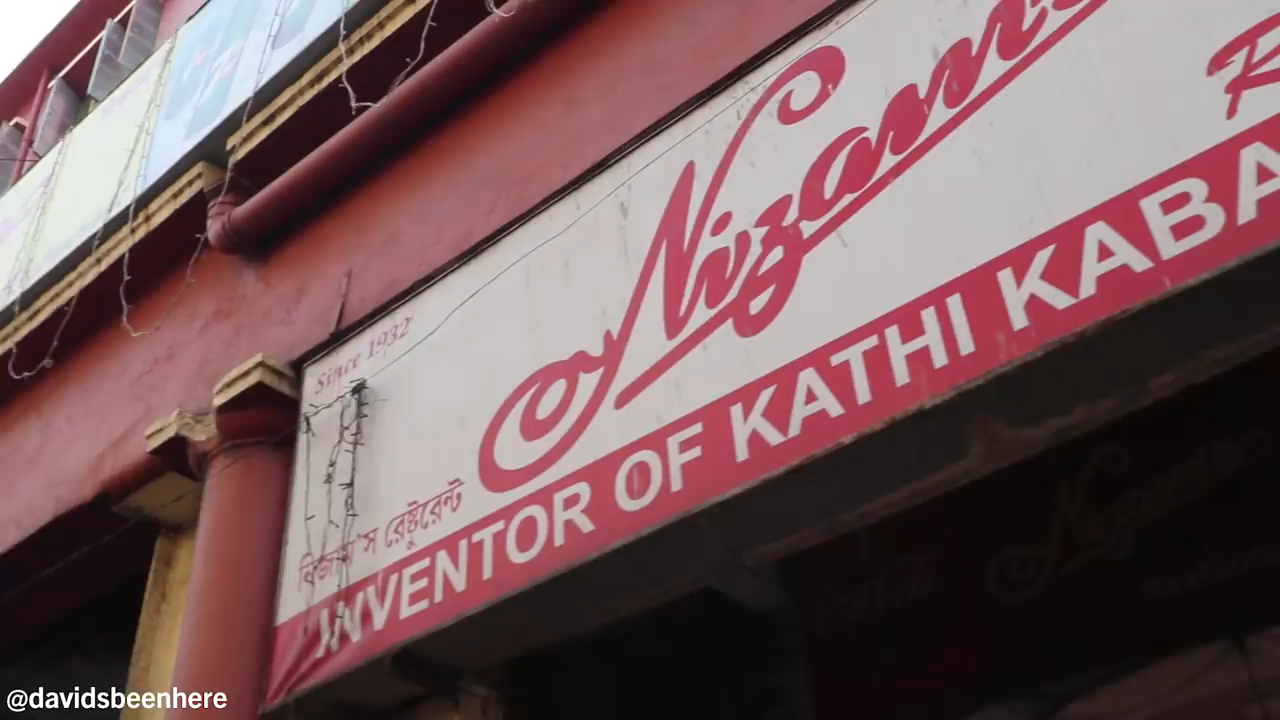 Since 1932
Nizam's
নিজাম'স রেষ্টুরেন্ট
INVENTOR OF KATHI KABA
@davidsbeenhere